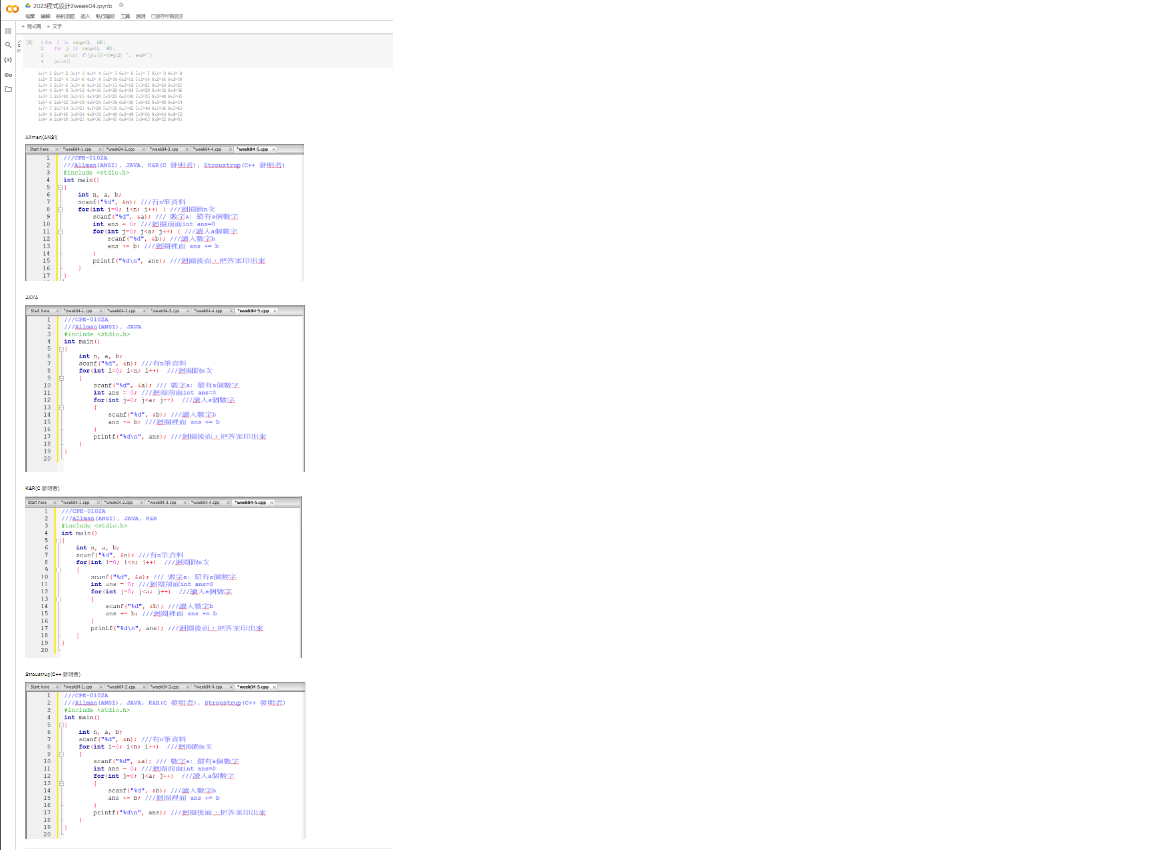 2023程式設計2week04.ipynb
檔案 編輯 檢視畫面 插入 執行階段 工具 說明 已儲存所有變更
+ 程式碼 + 文字
1 for i in range(1, 10):
2 for j in range(1, 10):
3
4 print()
Allman(ANSI)
Start here *week04-1.cpp *week04-2.cpp *week04-3.cpp *week04-4.cpp *week04-5.cpp
1 ///CPE-0102A
2 ///Allman(ANSI), JAVA, K&R(C 發明者), Stroustrup(C++ 發明者)
3 #include <stdio.h>
4 int main()
5 {
6 int n, a, b;
7 scanf("%d", &n); ///有n筆資料
8 for(int i=0; i<n; i++) { ///迴圈做n次
9 scanf("%d", &a); /// 數字a: 還有a個數字
10 int ans = 0; ///迴圈前面int ans=0
11 for(int j=0; j<a; j++) { ///讀入a個數字
12 scanf("%d", &b); ///讀入數字b
13 ans += b; ///迴圈裡面 ans += b
14 }
15 printf("%d\n", ans); ///迴圈後面，把答案印出來
16 }
17 }
JAVA
Start here *week04-1.cpp *week04-2.cpp *week04-3.cpp *week04-4.cpp *week04-5.cpp
1 ///CPE-0102A
2 ///Allman(ANSI), JAVA
3 #include <stdio.h>
4 int main()
5 {
6 int n, a, b;
7 scanf("%d", &n); ///有n筆資料
8 for(int i=0; i<n; i++) ///迴圈做n次
9 {
10 scanf("%d", &a); /// 數字a: 還有a個數字
11 int ans = 0; ///迴圈前面int ans=0
12 for(int j=0; j<a; j++) ///讀入a個數字
13 {
14 scanf("%d", &b); ///讀入數字b
15 ans += b; ///迴圈裡面 ans += b
16 }
17 printf("%d\n", ans); ///迴圈後面，把答案印出來
18 }
19 }
20
K&R(C 發明者)
Start here *week04-1.cpp *week04-2.cpp *week04-3.cpp *week04-4.cpp *week04-5.cpp
1 ///CPE-0102A
2 ///Allman(ANSI), JAVA, K&R
3 #include <stdio.h>
4 int main()
5 {
6 int n, a, b;
7 scanf("%d", &n); ///有n筆資料
8 for(int i=0; i<n; i++) ///迴圈做n次
9 {
10 scanf("%d", &a); /// 數字a: 還有a個數字
11 int ans = 0; ///迴圈前面int ans=0
12 for(int j=0; j<a; j++) ///讀入a個數字
13 {
14 scanf("%d", &b); ///讀入數字b
15 ans += b; ///迴圈裡面 ans += b
16 }
17 printf("%d\n", ans); ///迴圈後面，把答案印出來
18 }
19 }
20
Stroustrup(C++ 發明者)
Start here *week04-1.cpp *week04-2.cpp *week04-3.cpp *week04-4.cpp *week04-5.cpp
1 ///CPE-0102A
2 ///Allman(ANSI), JAVA, K&R(C 發明者), Stroustrup(C++ 發明者)
3 #include <stdio.h>
4 int main()
5 {
6 int n, a, b;
7 scanf("%d", &n); ///有n筆資料
8 for(int i=0; i<n; i++) ///迴圈做n次
9 {
10 scanf("%d", &a); /// 數字a: 還有a個數字
11 int ans = 0; ///迴圈前面int ans=0
12 for(int j=0; j<a; j++) ///讀入a個數字
13 {
14 scanf("%d", &b); ///讀入數字b
15 ans += b; ///迴圈裡面 ans += b
16 }
17 printf("%d\n", ans); ///迴圈後面，把答案印出來
18 }
19 }
20